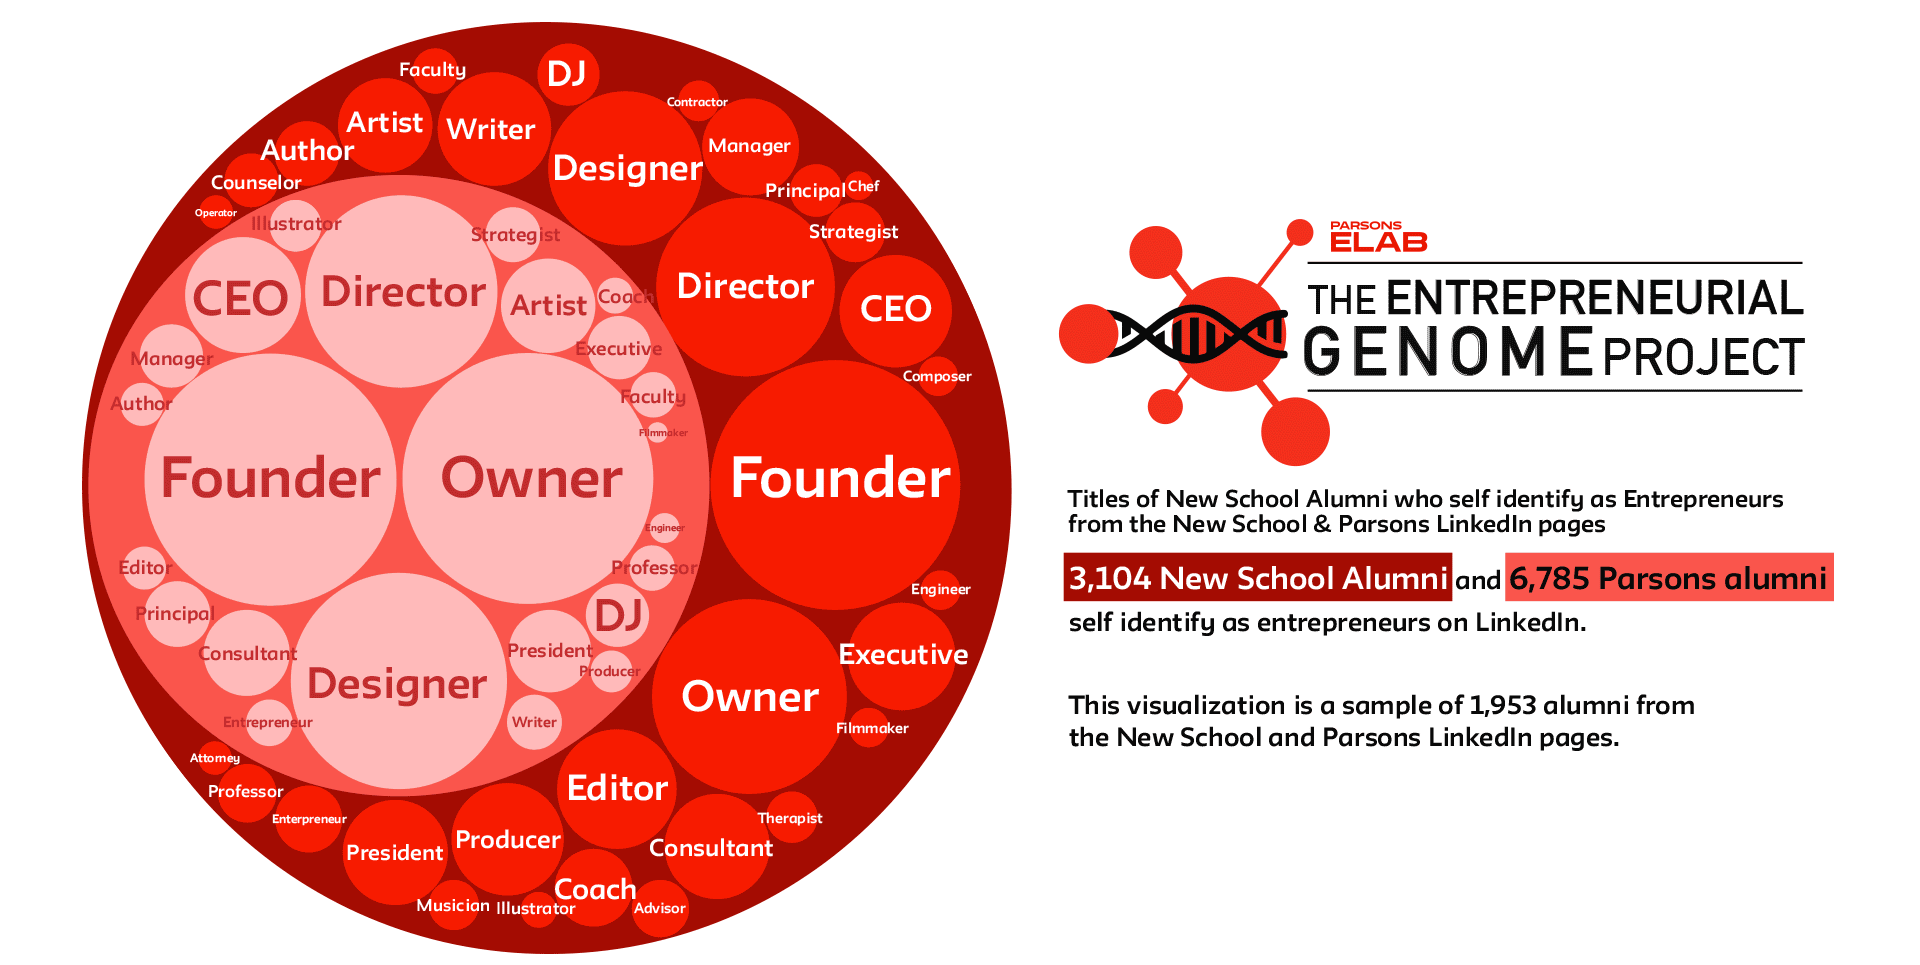 Faculty
DJ
Contractor
Artist
Writer
Manager
Author
Designer
Counselor
Principal
Chef
Operator
Illustrator
Strategist
Strategist
CEO
Director
Artist
Coach
Director
CEO
Manager
Executive
Composer
Author
Faculty
Filmmaker
Founder
Owner
Founder
Engineer
Editor
Professor
Engineer
Principal
DJ
Consultant
President
Executive
Producer
Designer
Owner
Entrepreneur
Writer
Filmmaker
Attorney
Professor
Editor
Enterpreneur
Therapist
President
Producer
Consultant
Coach
Musician
Illustrator
Advisor
PARSONS
ELAB
THE ENTREPRENEURIAL
GENOME PROJECT
Titles of New School Alumni who self identify as Entrepreneurs
from the New School & Parsons LinkedIn pages
3,104 New School Alumni and 6,785 Parsons alumni
self identify as entrepreneurs on LinkedIn.
This visualization is a sample of 1,953 alumni from
the New School and Parsons LinkedIn pages.